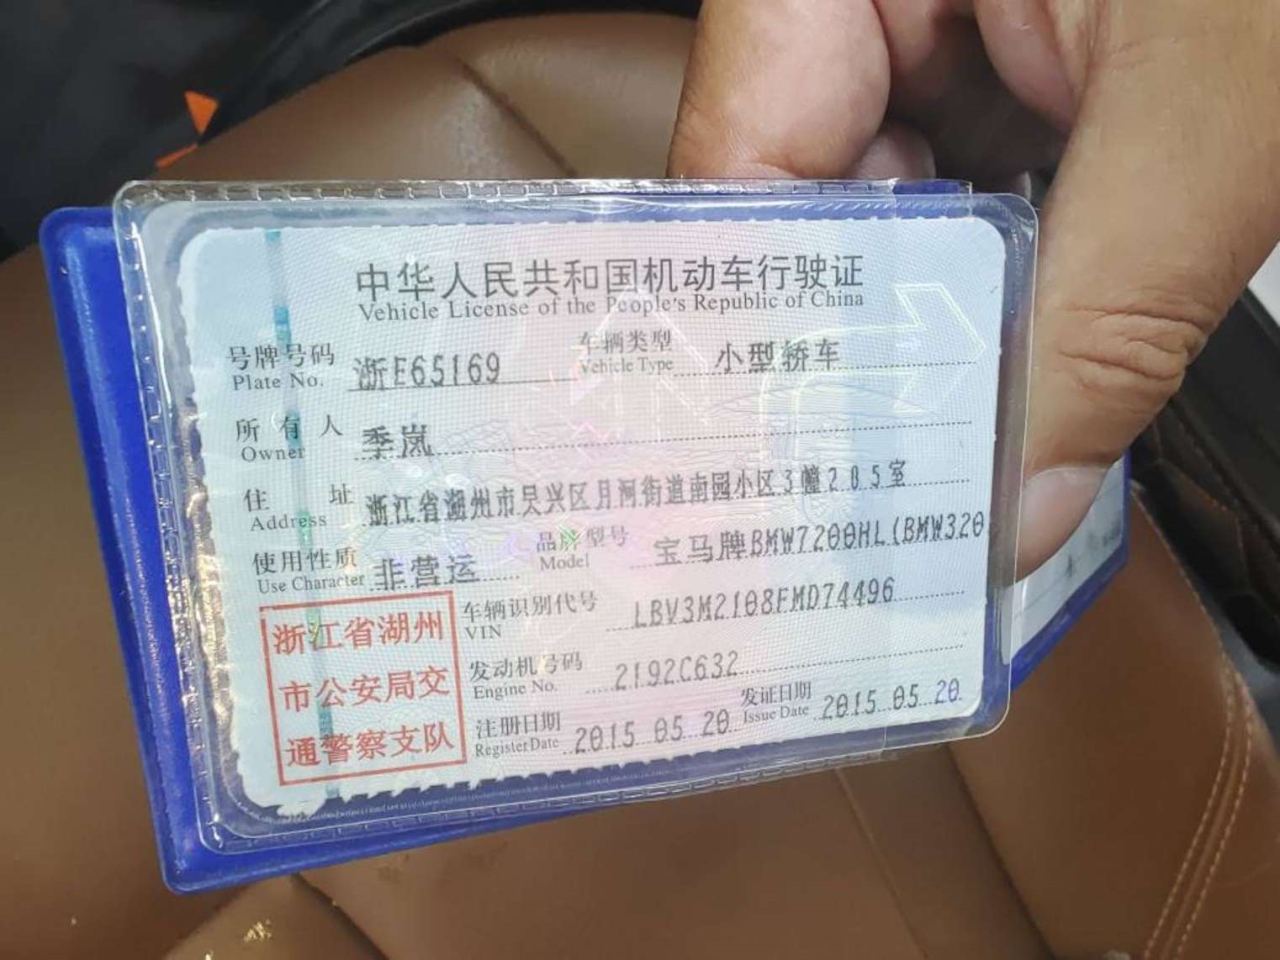 中华人民共和国机动车行驶证
Vehicle License of the People's Republic of China
号牌号码 浙E65169 车辆类型 小型轿车
Plate No. Vehicle Type
所有人 季岚
Owner
住址 浙江省湖州市吴兴区月河街道南园小区3幢205室
Address
使用性质 非营运 品牌型号 宝马牌BMW7200HL(BMW320
Use Character Model
浙江省湖州
市公安局交
通警察支队
车辆识别代号 LBV3M2108FMD74496
VIN
发动机号码 2192C632
Engine No.
注册日期 2015 05 20 发证日期 2015 05 20
Register Date Issue Date